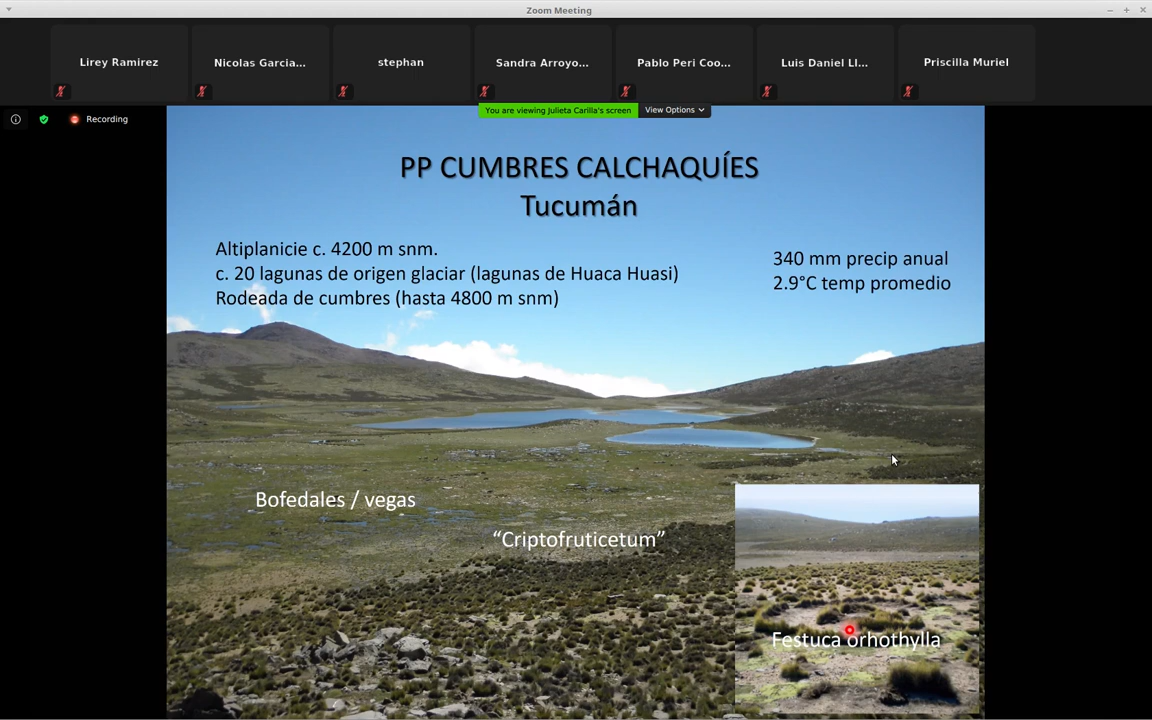 Zoom Meeting
Lirey Ramirez
Nicolas Garcia...
stephan
Sandra Arroyo...
Pablo Peri Coo...
Luis Daniel Ll...
Priscilla Muriel
You are viewing Julieta Carilla's screen
View Options
Recording
PP CUMBRES CALCHAQUÍES
Tucumán
Altiplanicie c. 4200 m snm.
c. 20 lagunas de origen glaciar (lagunas de Huaca Huasi)
Rodeada de cumbres (hasta 4800 m snm)
340 mm precip anual
2.9°C temp promedio
Bofedales / vegas
“Criptofruticetum”
Festuca orhothylla